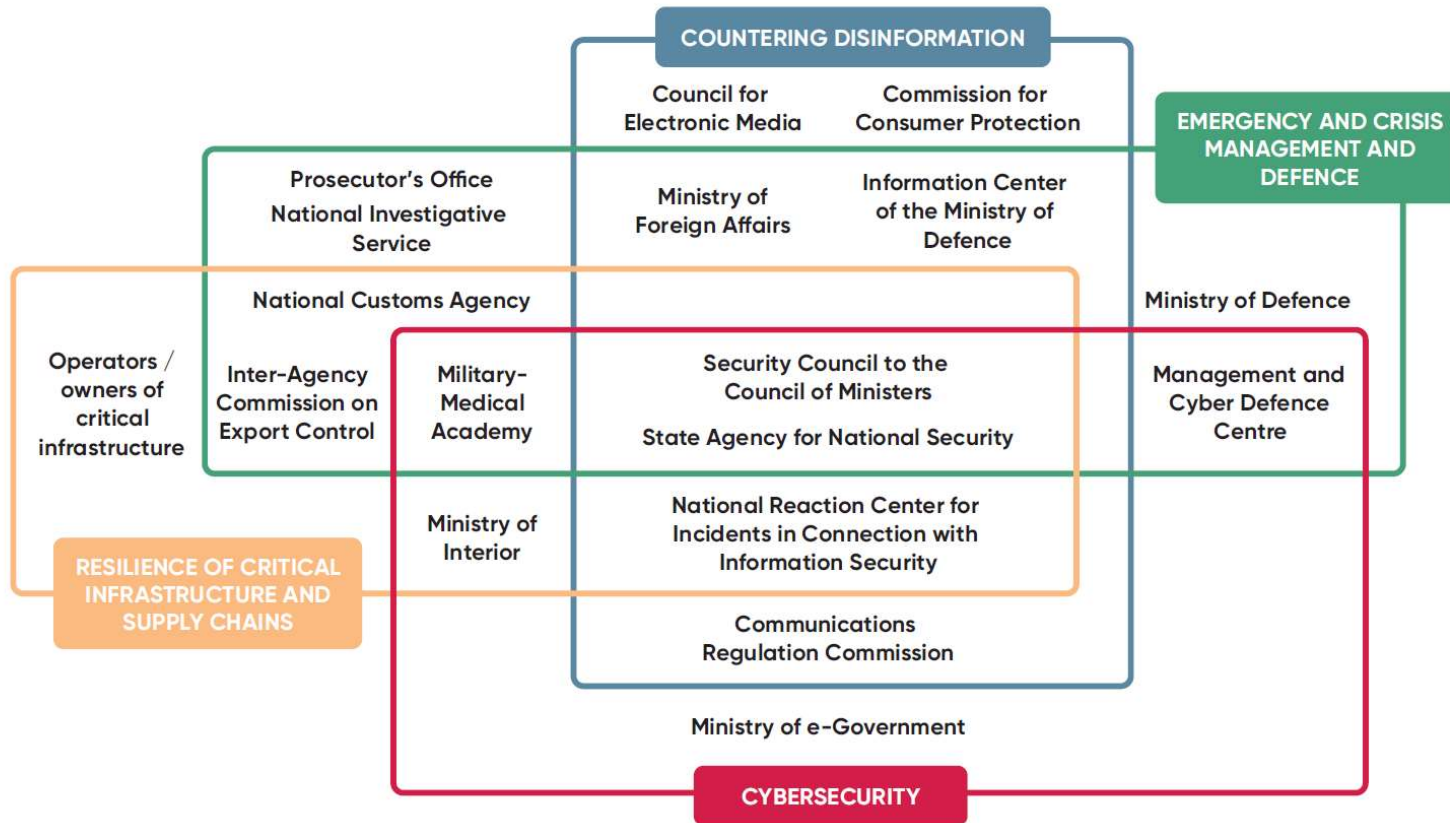 COUNTERING DISINFORMATION
Council for
Electronic Media
Commission for
Consumer Protection
EMERGENCY AND CRISIS
MANAGEMENT AND
DEFENCE
Prosecutor's Office
National Investigative
Service
Ministry of
Foreign Affairs
Information Center
of the Ministry of
Defence
National Customs Agency
Ministry of Defence
Operators /
owners of
critical
infrastructure
Inter-Agency
Commission on
Export Control
Military-
Medical
Academy
Security Council to the
Council of Ministers
State Agency for National Security
Management and
Cyber Defence
Centre
Ministry of
Interior
National Reaction Center for
Incidents in Connection with
Information Security
RESILIENCE OF CRITICAL
INFRASTRUCTURE AND
SUPPLY CHAINS
Communications
Regulation Commission
Ministry of e-Government
CYBERSECURITY